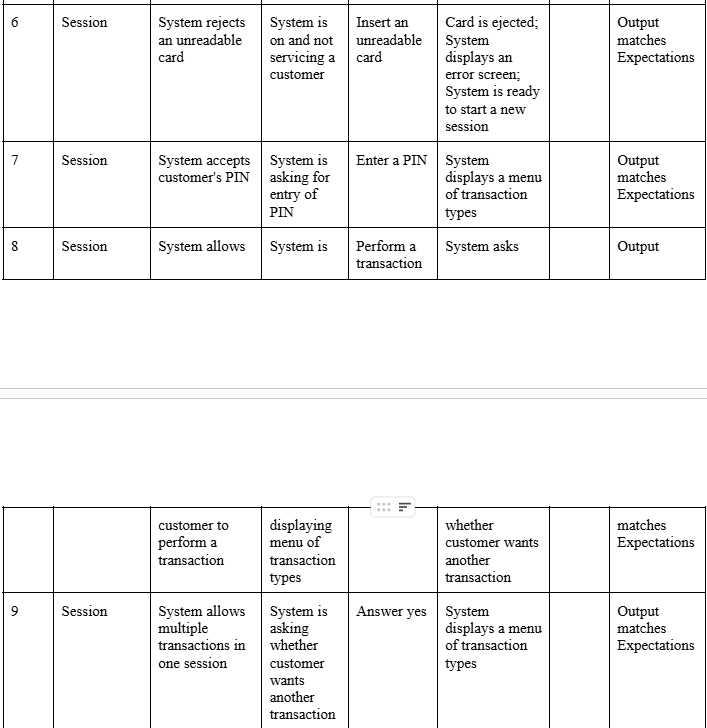 6 Session System rejects System is Insert an Card is ejected; Output
an unreadable on and not unreadable System matches
card servicing a card displays an Expectations
customer error screen;
System is ready
to start a new
session
7 Session System accepts System is Enter a PIN System Output
customer's PIN asking for displays a menu matches
entry of of transaction Expectations
PIN types
8 Session System allows System is Perform a System asks Output
transaction
customer to displaying whether matches
perform a menu of customer wants Expectations
transaction transaction another
types transaction
9 Session System allows System is Answer yes System Output
multiple asking displays a menu matches
transactions in whether of transaction Expectations
one session customer types
wants
another
transaction